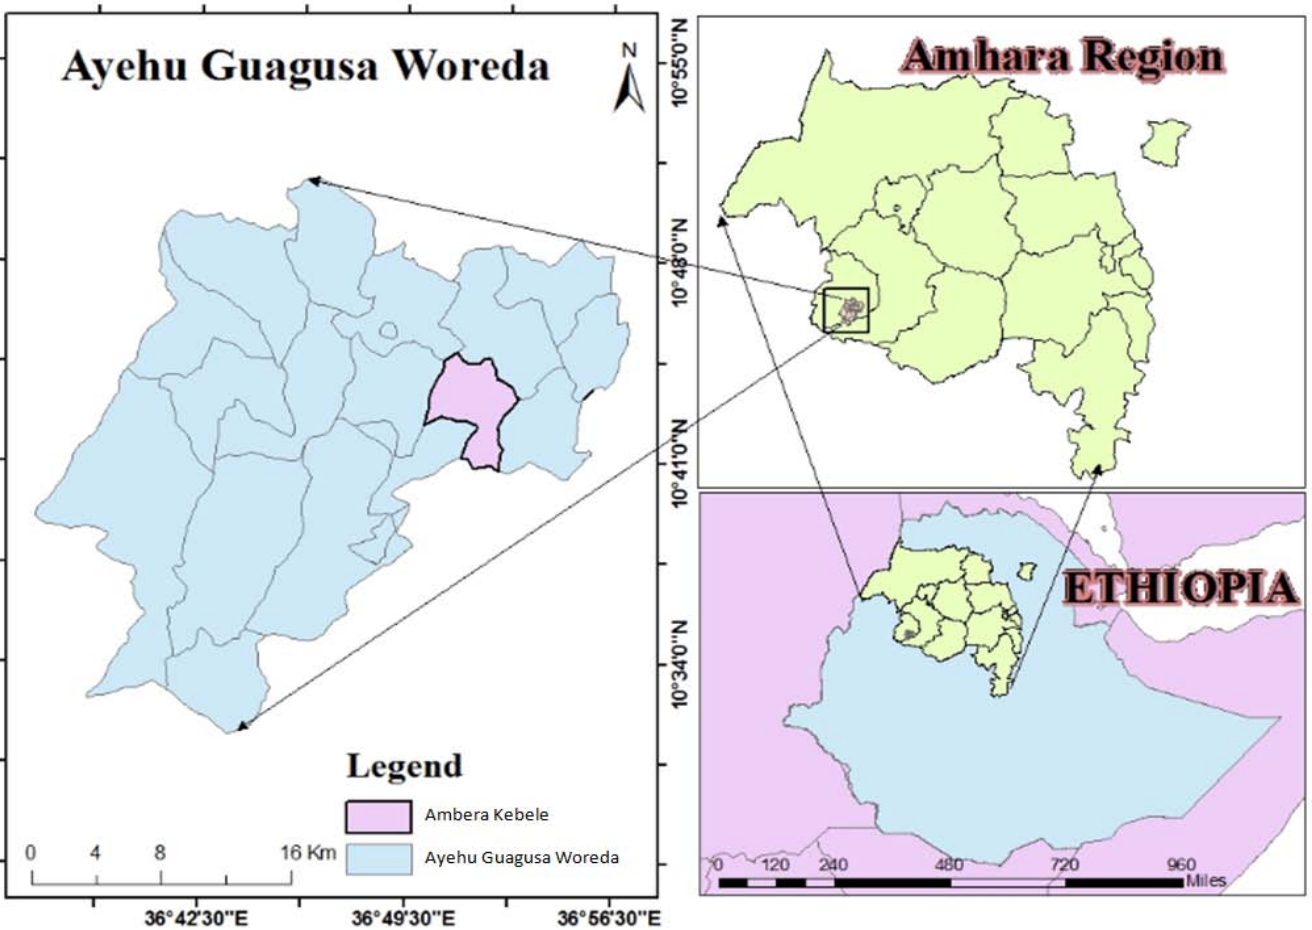 Ayehu Guagusa Woreda
N
Amhara Region
10°55'0"N
10°48'0"N
10°41'0"N
10°34'0"N
ETHIOPIA
Legend
Ambera Kebele
Ayehu Guagusa Woreda
0 4 8 16 Km
0 120 240 480 720 960
Miles
36°42'30"E 36°49'30"E 36°56'30"E